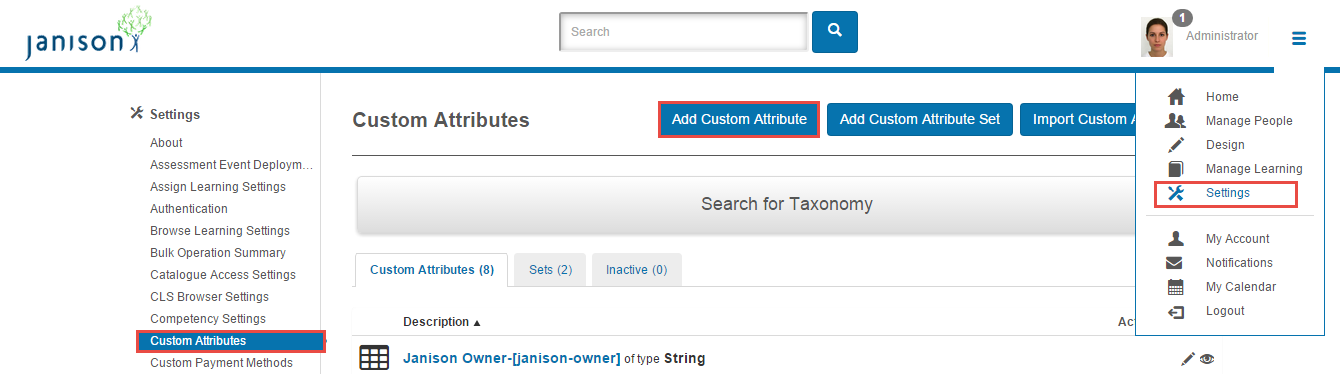 janison
Search
1
Administrator
Settings
About
Assessment Event Deploym...
Assign Learning Settings
Authentication
Browse Learning Settings
Bulk Operation Summary
Catalogue Access Settings
CLS Browser Settings
Competency Settings
Custom Attributes
Custom Payment Methods
Custom Attributes
Add Custom Attribute
Add Custom Attribute Set
Import Custom A
Search for Taxonomy
Custom Attributes (8)
Sets (2)
Inactive (0)
Description ▲
Ac
Janison Owner-[janison-owner] of type String
Home
Manage People
Design
Manage Learning
Settings
My Account
Notifications
My Calendar
Logout